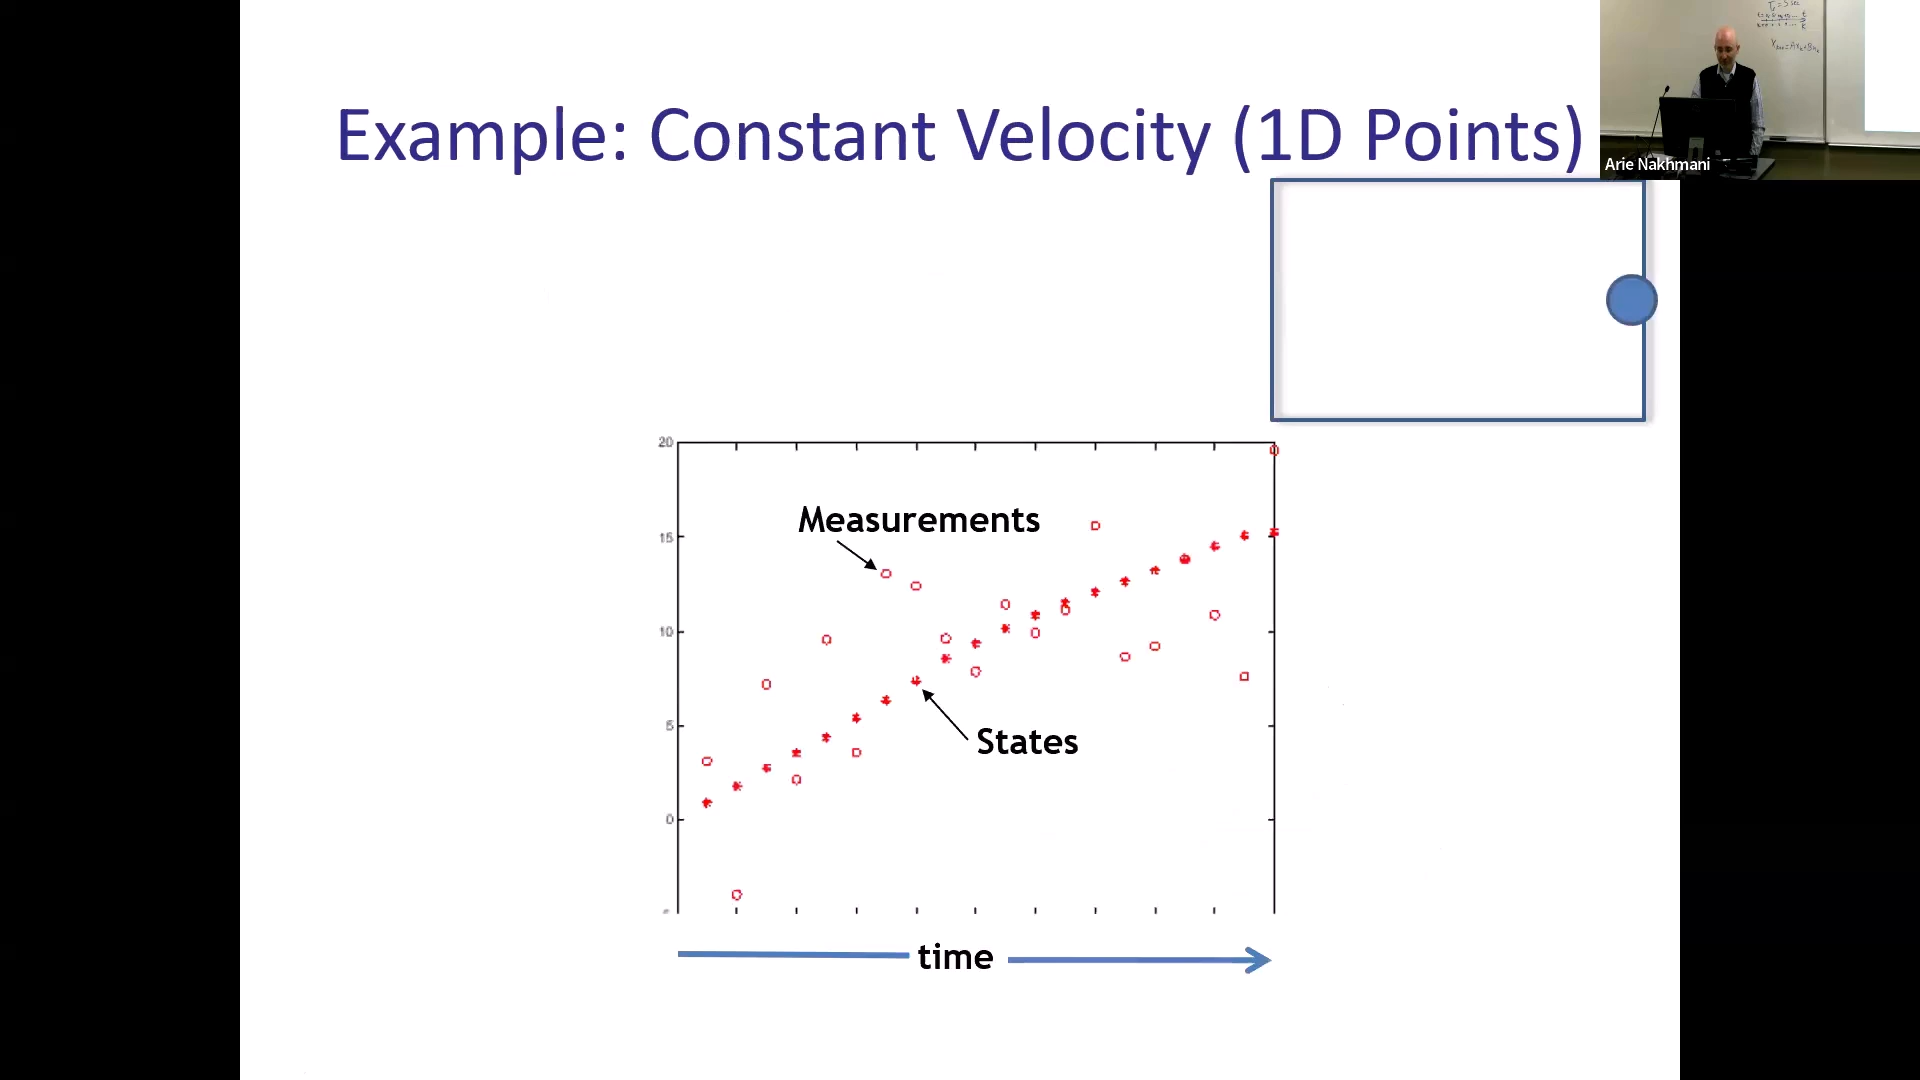 Example: Constant Velocity (1D Points)
Arie Nakhmani
20
Measurements
15
10
5
States
0
time